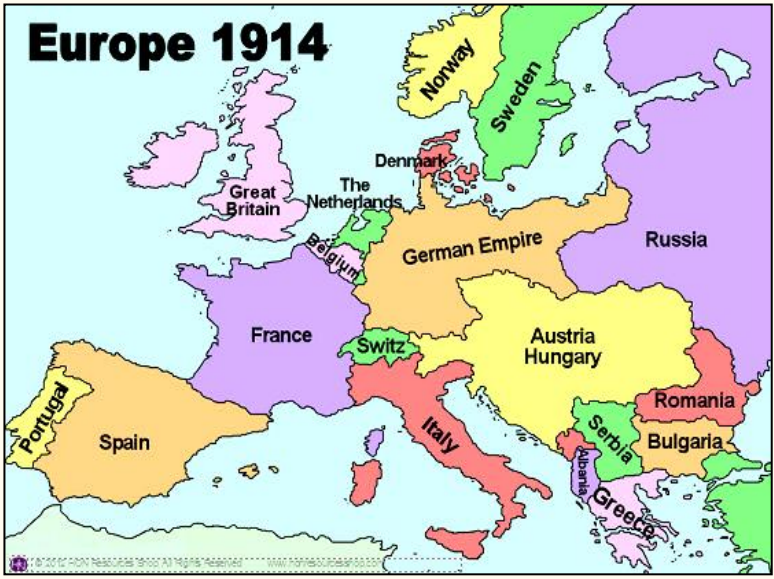 Europe 1914
Norway
Sweden
Denmark
The
Netherlands
Great
Britain
Belgium
German Empire
Russia
France
Switz
Austria
Hungary
Portugal
Spain
Italy
Romania
Serbia
Bulgaria
Albania
Greece